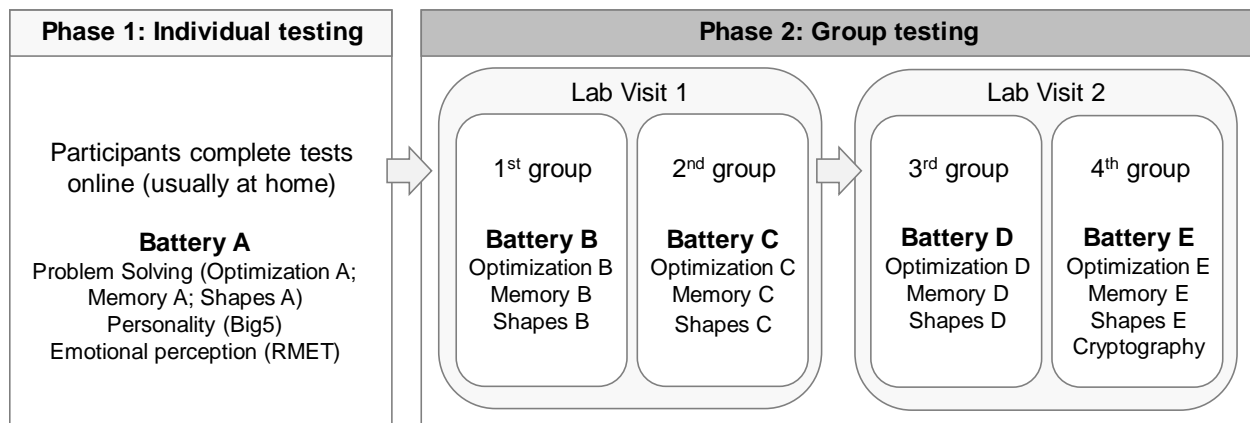 Phase 1: Individual testing
Participants complete tests
online (usually at home)
Battery A
Problem Solving (Optimization A;
Memory A; Shapes A)
Personality (Big5)
Emotional perception (RMET)
Phase 2: Group testing
Lab Visit 1
1st group
Battery B
Optimization B
Memory B
Shapes B
2nd group
Battery C
Optimization C
Memory C
Shapes C
Lab Visit 2
3rd group
Battery D
Optimization D
Memory D
Shapes D
4th group
Battery E
Optimization E
Memory E
Shapes E
Cryptography